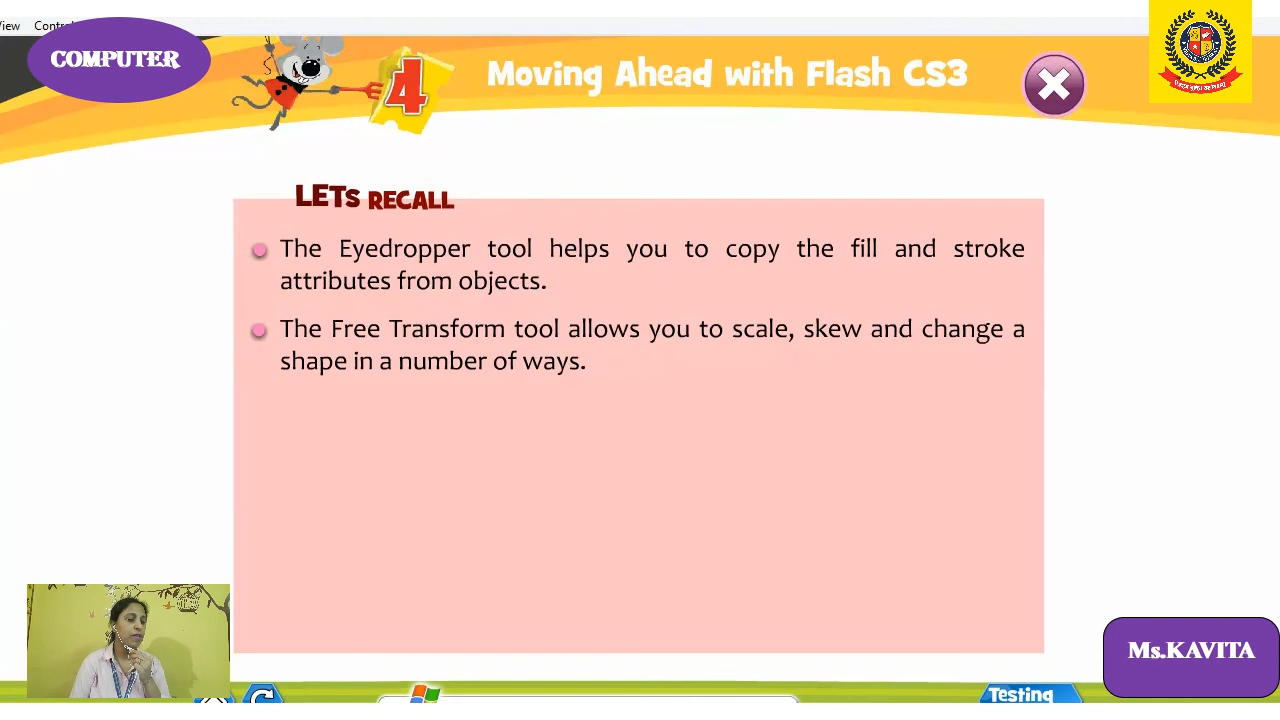 View Control
COMPUTER
4
Moving Ahead with Flash CS3
LETs RECALL
The Eyedropper tool helps you to copy the fill and stroke
attributes from objects.
The Free Transform tool allows you to scale, skew and change a
shape in a number of ways.
Ms.KAVITA
Testing